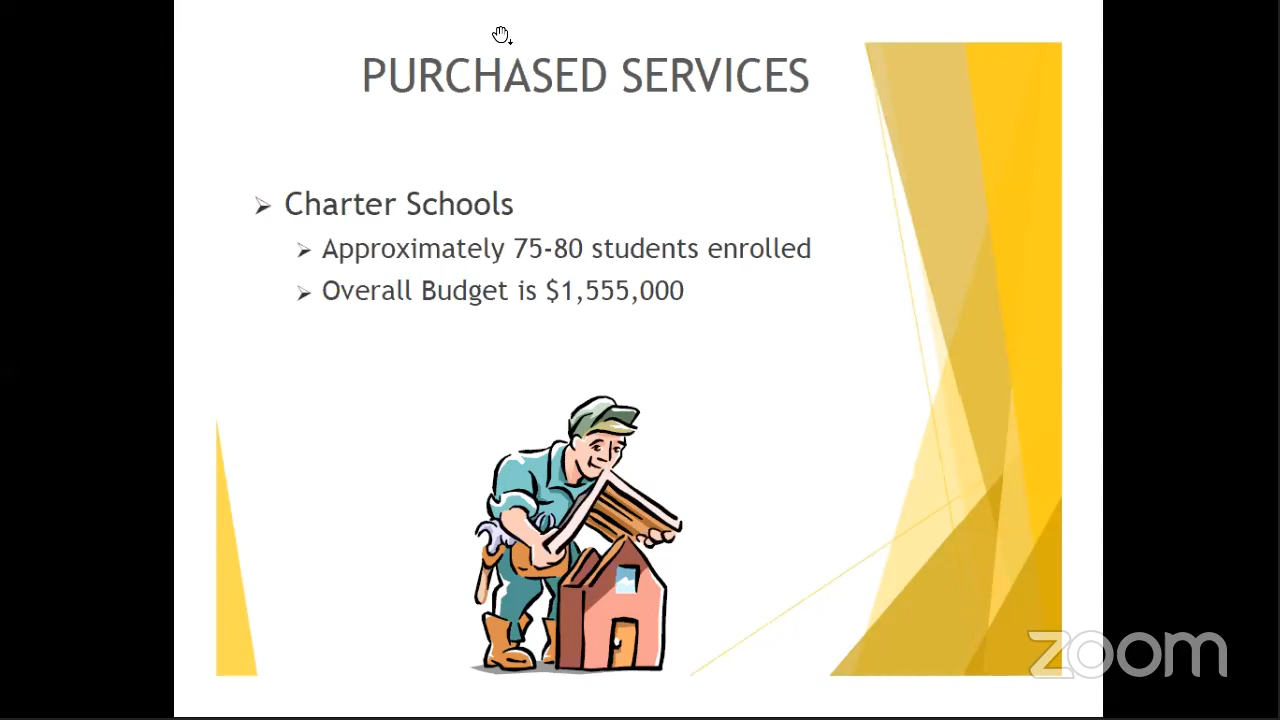 PURCHASED SERVICES
Charter Schools
Approximately 75-80 students enrolled
Overall Budget is $1,555,000
zoom